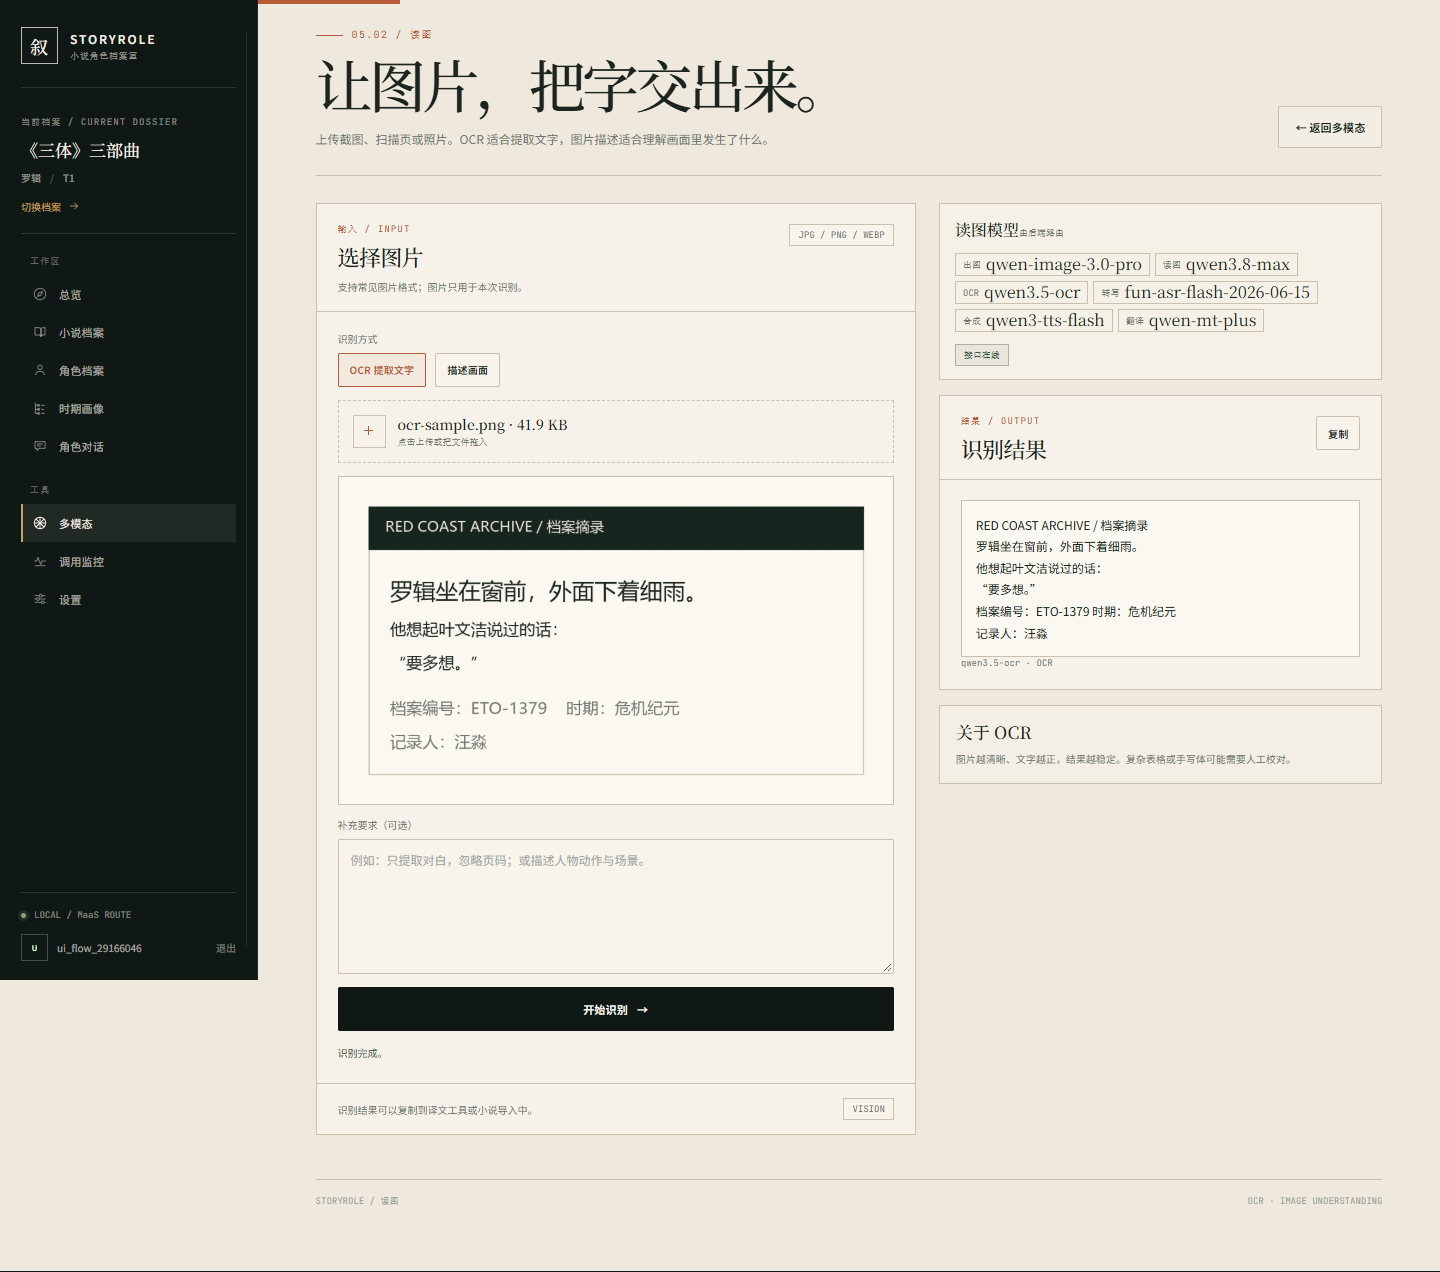 叙
STORYROLE
小说角色档案室
当前档案 / CURRENT DOSSIER
《三体》三部曲
罗辑 / T1
切换档案 →
工作区
总览
小说档案
角色档案
时期画像
角色对话
工具
多模态
调用监控
设置
LOCAL / MaaS ROUTE
U ui_flow_29166046 退出
05.02 / 读图
让图片，把字交出来。
上传截图、扫描页或照片。OCR 适合提取文字，图片描述适合理解画面里发生了什么。
← 返回多模态
输入 / INPUT
选择图片
支持常见图片格式；图片只用于本次识别。
JPG / PNG / WEBP
识别方式
OCR 提取文字 描述画面
+ ocr-sample.png · 41.9 KB
点击上传或把文件拖入
RED COAST ARCHIVE / 档案摘录
罗辑坐在窗前，外面下着细雨。
他想起叶文洁说过的话：
“要多想。”
档案编号：ETO-1379 时期：危机纪元
记录人：汪淼
补充要求（可选）
例如：只提取对白，忽略页码；或描述人物动作与场景。
开始识别 →
识别完成。
识别结果可以复制到译文工具或小说导入中。
VISION
读图模型 由后端路由
出图 qwen-image-3.0-pro 读图 qwen3.8-max
OCR qwen3.5-ocr 转写 fun-asr-flash-2026-06-15
合成 qwen3-tts-flash 翻译 qwen-mt-plus
接口在线
结果 / OUTPUT
识别结果
复制
RED COAST ARCHIVE / 档案摘录
罗辑坐在窗前，外面下着细雨。
他想起叶文洁说过的话：
“要多想。”
档案编号：ETO-1379 时期：危机纪元
记录人：汪淼
qwen3.5-ocr · OCR
关于 OCR
图片越清晰、文字越正，结果越稳定。复杂表格或手写体可能需要人工校对。
STORYROLE / 读图
OCR · IMAGE UNDERSTANDING